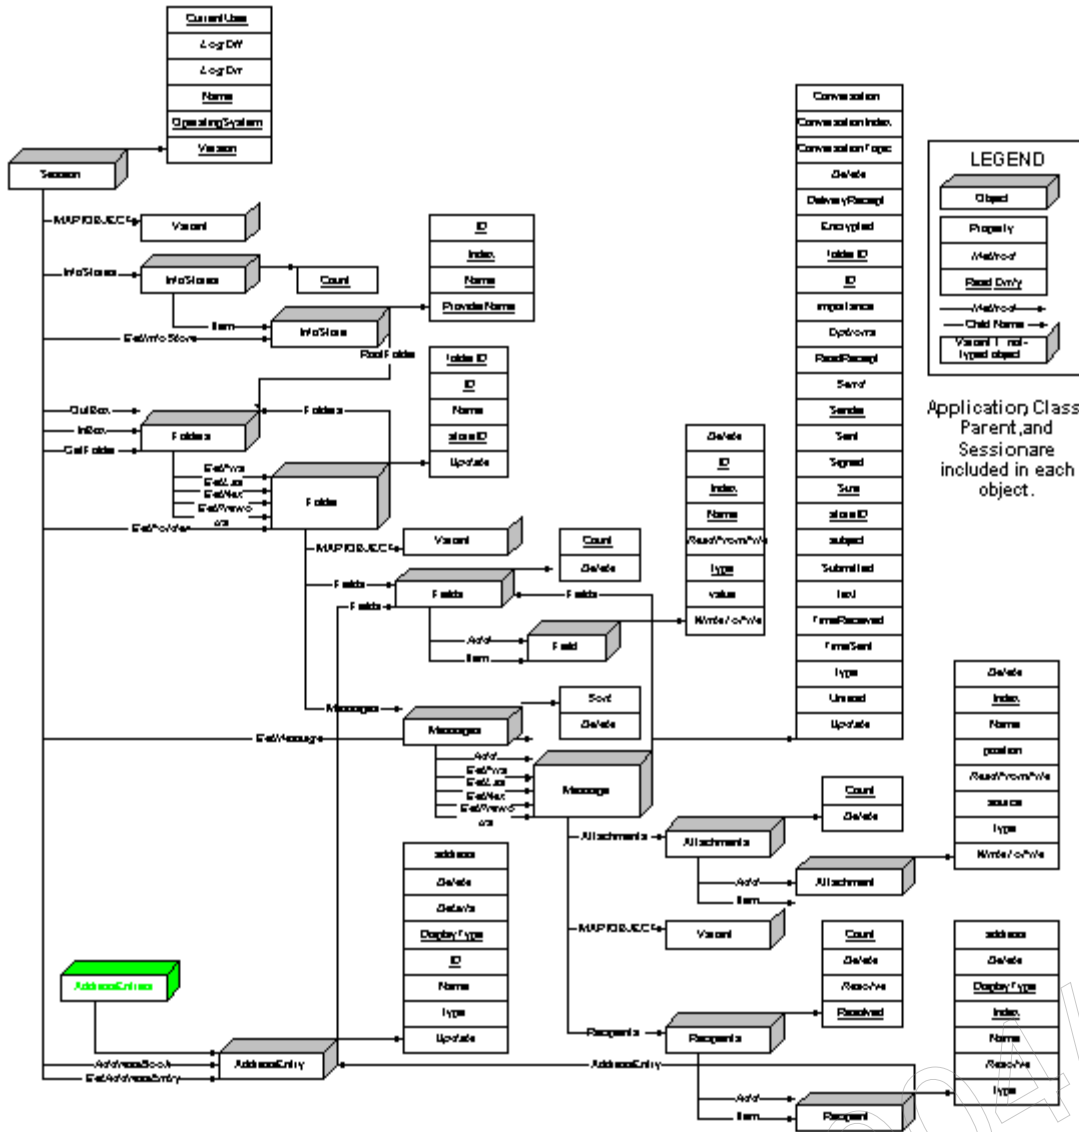 CurrentUser
LogOff
LogOn
Name
OperatingSystem
Version
Session
MAPIOBJECT
Variant
InfoStores
InfoStores
Count
Item
InfoStore
GetInfoStore
ID
Index
Name
ProviderName
RootFolder
folderID
ID
Name
storeID
Update
OutBox
InBox
GetFolder
Folders
Folders
GetFirst
GetLast
GetNext
GetPrevious
Folder
GetFolder
MAPIOBJECT
Variant
Fields
Fields
Fields
Fields
Count
Delete
Add
Item
Field
Delete
ID
Index
Name
ReadFromFile
Type
value
WriteToFile
Messages
Messages
Sort
Delete
GetMessage
Add
GetFirst
GetLast
GetNext
GetPrevious
Message
Conversation
ConversationIndex
ConversationTopic
Delete
DeliveryReceipt
Encrypted
folderID
ID
importance
Options
ReadReceipt
Send
Sender
Sent
Signed
Size
storeID
subject
Submitted
text
TimeReceived
TimeSent
type
Unread
Update
LEGEND
Object
Property
Method
Read Only
Method
Child Name
Variant / not-
typed object
Application, Class
Parent, and
Session are
included in each
object.
Attachments
Attachments
Count
Delete
Add
Item
Attachment
Delete
Index
Name
position
ReadFromFile
source
type
WriteToFile
MAPIOBJECT
Variant
Recipients
Recipients
Count
Delete
Resolve
Resolved
Add
Item
Recipient
address
Delete
DisplayType
Index
Name
Resolve
type
AddressEntry
address
Delete
Details
DisplayType
ID
Name
type
Update
AddressEntries
AddressBook
GetAddressEntry
AddressEntry